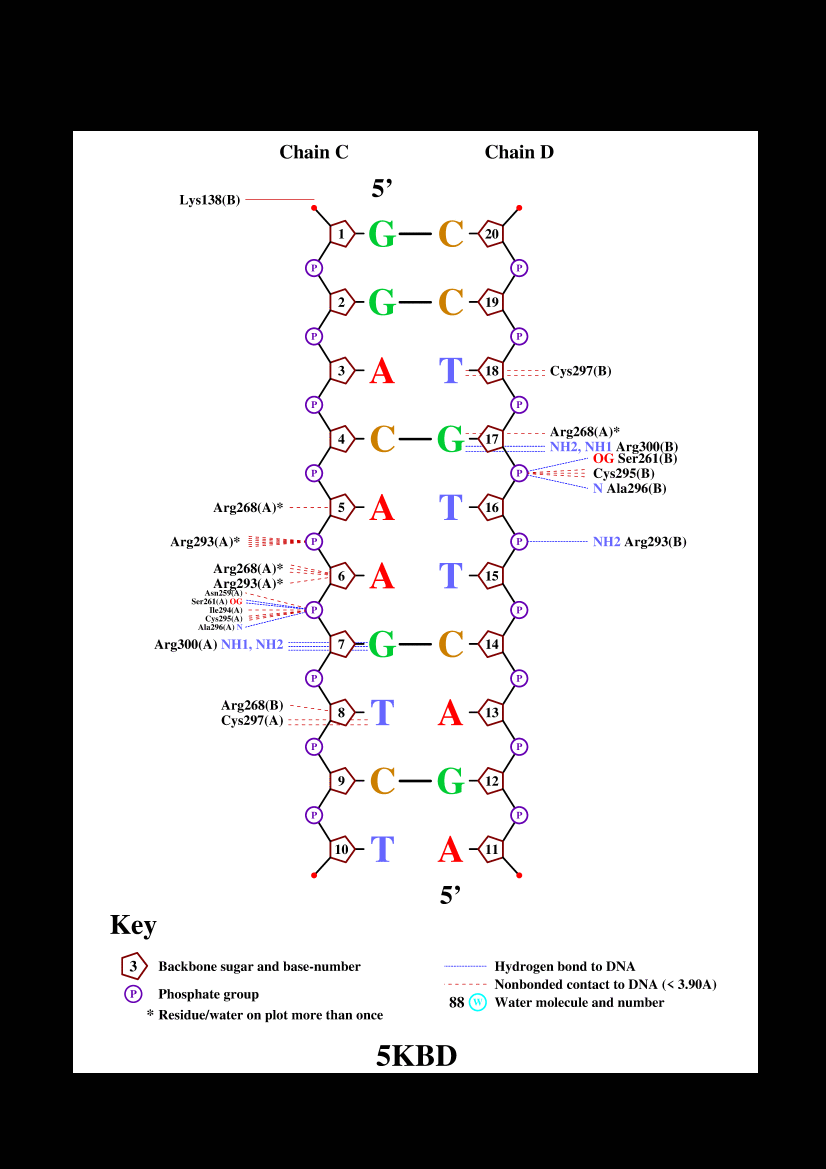 Chain C Chain D
5’
Lys138(B)
1 G C 20
P P
2 G C 19
P P
3 A T 18 Cys297(B)
P P
Arg268(A)*
4 C G 17 NH2, NH1 Arg300(B)
OG Ser261(B)
P P Cys295(B)
N Ala296(B)
Arg268(A)* 5 A T 16
Arg293(A)* P P NH2 Arg293(B)
Arg268(A)* 6 A T 15
Arg293(A)*
Asn259(A)
Ser261(A) OG
Ile294(A) P P
Cys295(A)
Ala296(A) N
Arg300(A) NH1, NH2 7 G C 14
P P
Arg268(B) 8 T A 13
Cys297(A)
P P
9 C G 12
P P
10 T A 11
5’
Key
3 Backbone sugar and base-number Hydrogen bond to DNA
Nonbonded contact to DNA (< 3.90A)
P Phosphate group
88 W Water molecule and number
* Residue/water on plot more than once
5KBD